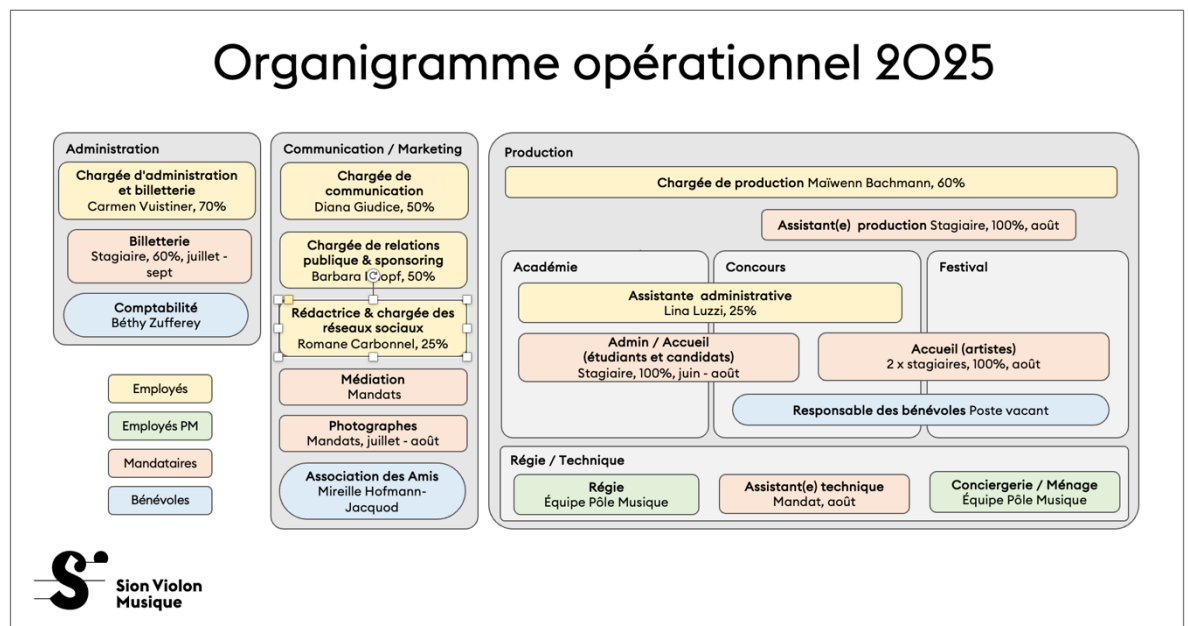 Organigramme opérationnel 2025
Administration
Chargée d'administration
et billetterie
Carmen Vuistiner, 70%
Billetterie
Stagiaire, 60%, juillet -
sept
Comptabilité
Béthy Zufferey
Employés
Employés PM
Mandataires
Bénévoles
Communication / Marketing
Chargée de
communication
Diana Giudice, 50%
Chargée de relations
publique & sponsoring
Barbara 50%
Rédactrice & chargée des
réseaux sociaux
Romane Carbonnel, 25%
Médiation
Mandats
Photographes
Mandats, juillet - août
Association des Amis
Mireille Hofmann-
Jacquod
Production
Chargée de production Maïwenn Bachmann, 60%
Assistant(e) production Stagiaire, 100%, août
Académie
Concours
Festival
Assistante administrative
Lina Luzzi, 25%
Admin / Accueil
(étudiants et candidats)
Stagiaire, 100%, juin - août
Accueil (artistes)
2 x stagiaires, 100%, août
Responsable des bénévoles Poste vacant
Régie / Technique
Régie
Équipe Pôle Musique
Assistant(e) technique
Mandat, août
Conciergerie / Ménage
Équipe Pôle Musique
Sion Violon
Musique